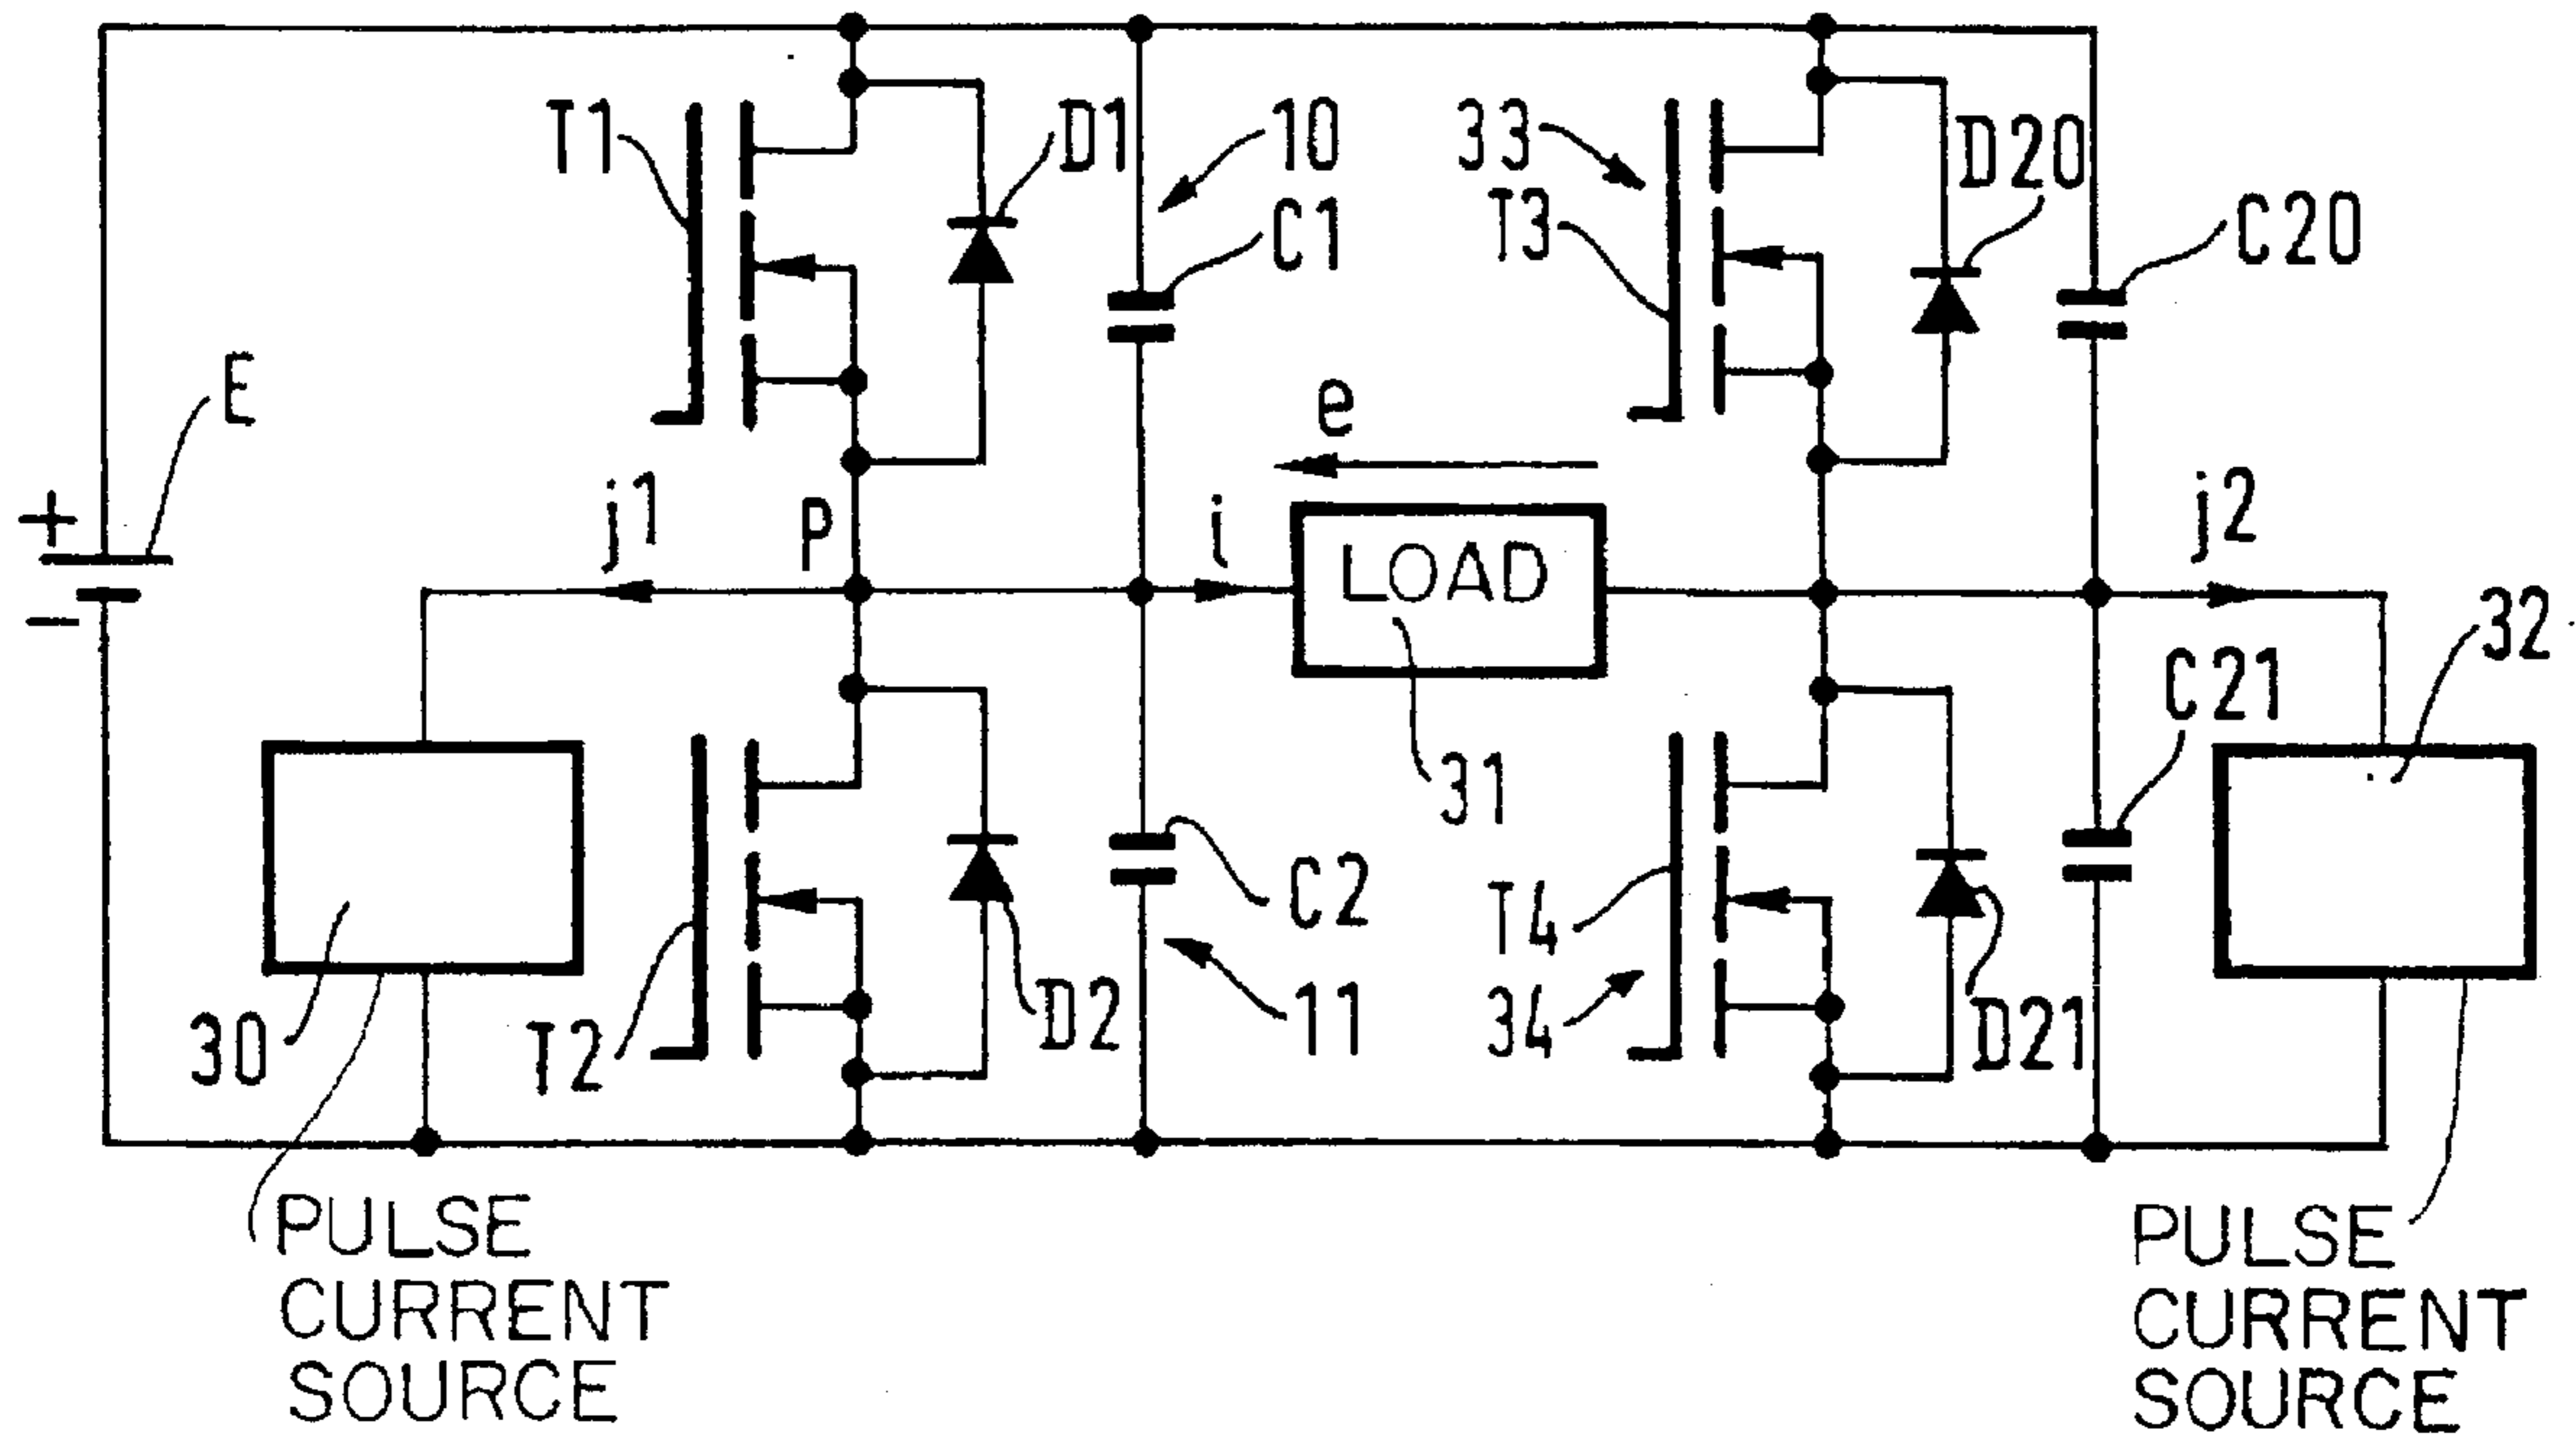 T1
D1
10
C1
33
T3
D20
C20
E
+
−
j1
P
e
i
LOAD
31
j2
32
C21
30
T2
D2
C2
11
T4
34
D21
PULSE
CURRENT
SOURCE
PULSE
CURRENT
SOURCE